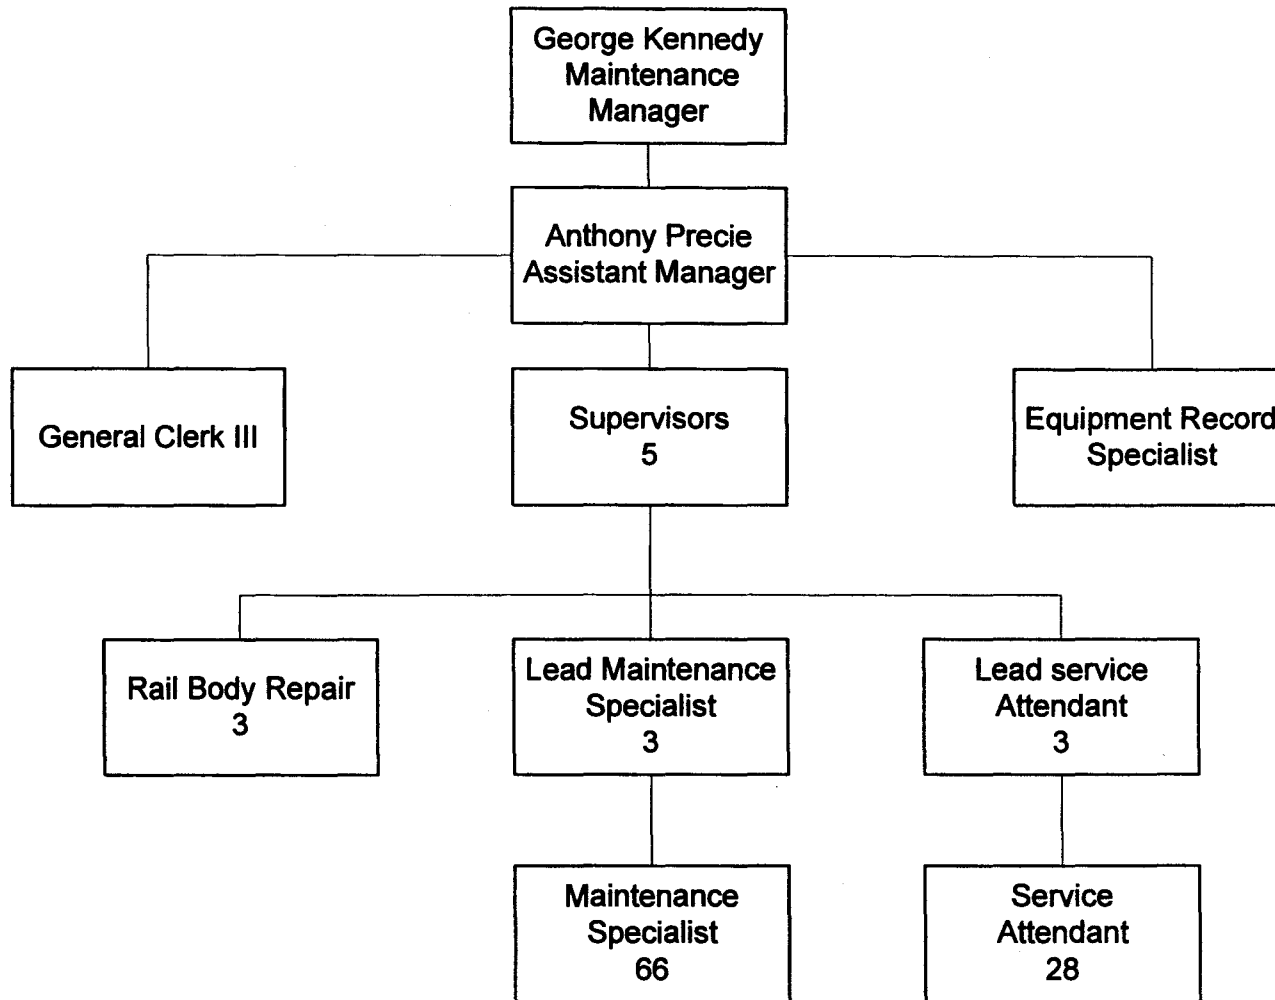 George Kennedy
Maintenance
Manager
Anthony Precie
Assistant Manager
General Clerk III
Supervisors
5
Equipment Record
Specialist
Rail Body Repair
3
Lead Maintenance
Specialist
3
Lead service
Attendant
3
Maintenance
Specialist
66
Service
Attendant
28